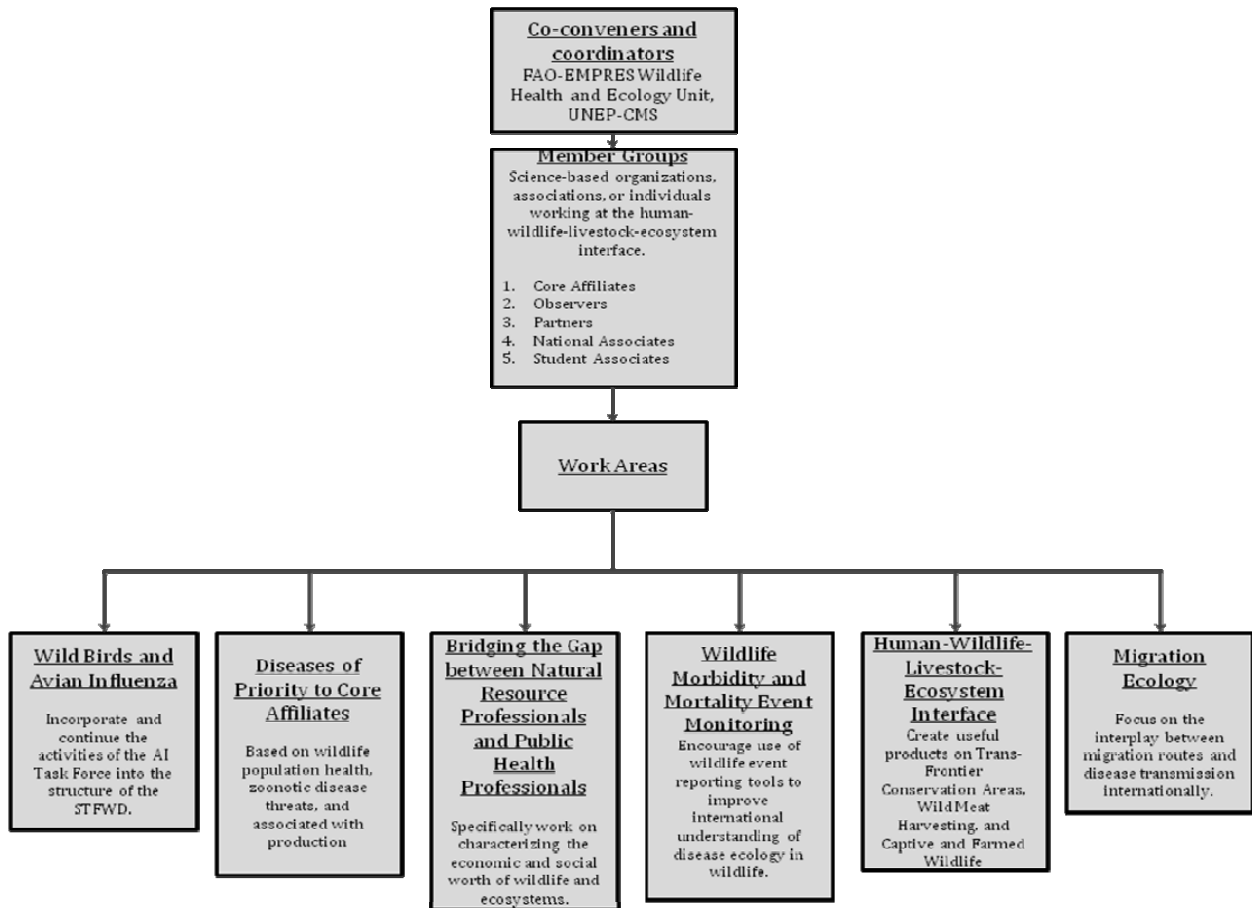 Co-conveners and
coordinators
FAO-EMPRES Wildlife
Health and Ecology Unit,
UNEP-CMS
Member Groups
Science-based organizations,
associations, or individuals
working at the human-
wildlife-livestock-ecosystem
interface.
1. Core Affiliates
2. Observers
3. Partners
4. National Associates
5. Student Associates
Work Areas
Wild Birds and
Avian Influenza
Incorporate and
continue the
activities of the AI
Task Force into the
structure of the
STFWD.
Diseases of
Priority to Core
Affiliates
Based on wildlife
population health,
zoonotic disease
threats, and
associated with
production
Bridging the Gap
between Natural
Resource
Professionals
and Public
Health
Professionals
Specifically work on
characterizing the
economic and social
worth of wildlife and
ecosystems.
Wildlife
Morbidity and
Mortality Event
Monitoring
Encourage use of
wildlife event
reporting tools to
improve
international
understanding of
disease ecology in
wildlife.
Human-Wildlife-
Livestock-
Ecosystem
Interface
Create useful
products on Trans-
Frontier
Conservation Areas,
Wild Meat
Harvesting, and
Captive and Farmed
Wildlife
Migration
Ecology
Focus on the
interplay between
migration routes and
disease transmission
internationally.